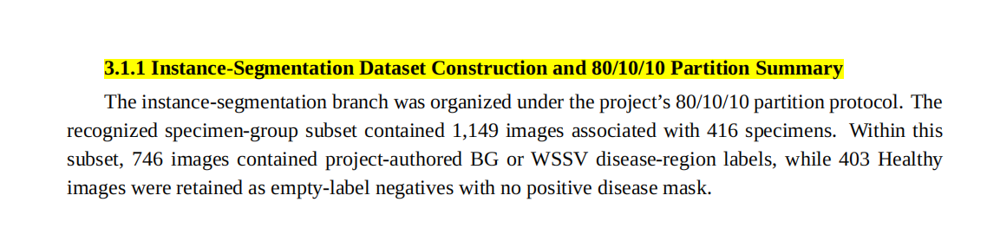 3.1.1 Instance-Segmentation Dataset Construction and 80/10/10 Partition Summary
The instance-segmentation branch was organized under the project’s 80/10/10 partition protocol. The
recognized specimen-group subset contained 1,149 images associated with 416 specimens. Within this
subset, 746 images contained project-authored BG or WSSV disease-region labels, while 403 Healthy
images were retained as empty-label negatives with no positive disease mask.